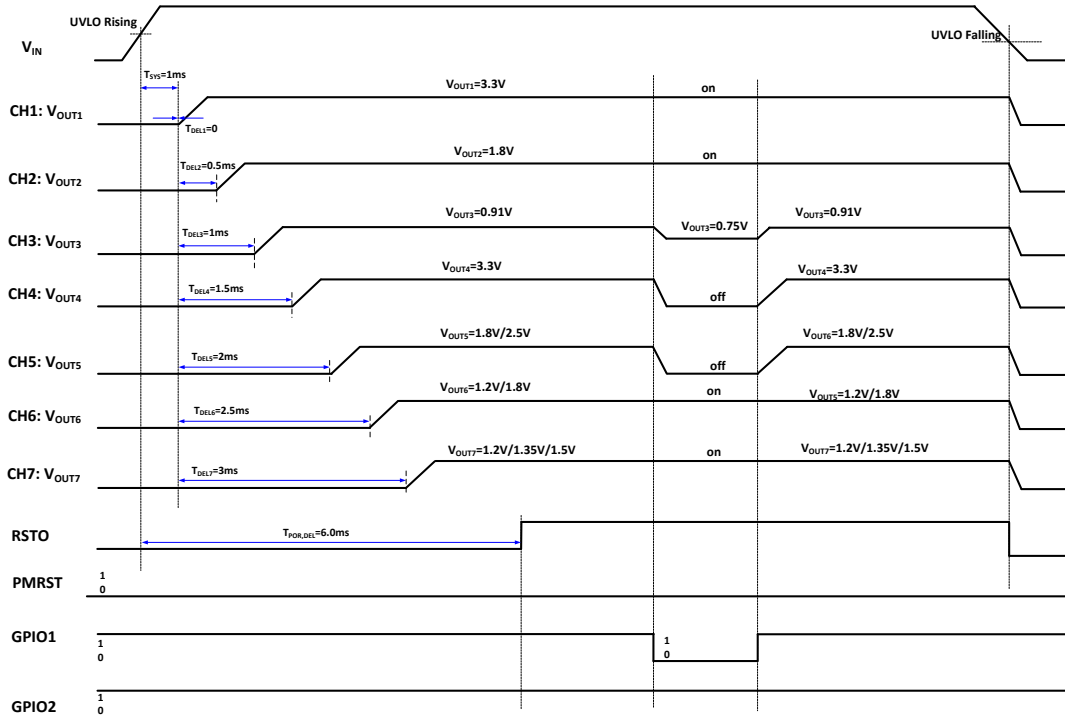 UVLO Rising
UVLO Falling
VIN
TSYS=1ms
VOUT1=3.3V
on
CH1: VOUT1
TDEL1=0
VOUT2=1.8V
on
TDEL2=0.5ms
CH2: VOUT2
VOUT3=0.91V
VOUT3=0.75V
VOUT3=0.91V
TDEL3=1ms
CH3: VOUT3
VOUT4=3.3V
VOUT4=3.3V
TDEL4=1.5ms
CH4: VOUT4
off
VOUT5=1.8V/2.5V
VOUT6=1.8V/2.5V
TDEL5=2ms
CH5: VOUT5
off
VOUT6=1.2V/1.8V
on
VOUT5=1.2V/1.8V
TDEL6=2.5ms
CH6: VOUT6
VOUT7=1.2V/1.35V/1.5V
on
VOUT7=1.2V/1.35V/1.5V
TDEL7=3ms
CH7: VOUT7
RSTO
TPOR,DEL=6.0ms
PMRST
1
0
GPIO1
1
0
1
0
GPIO2
1
0